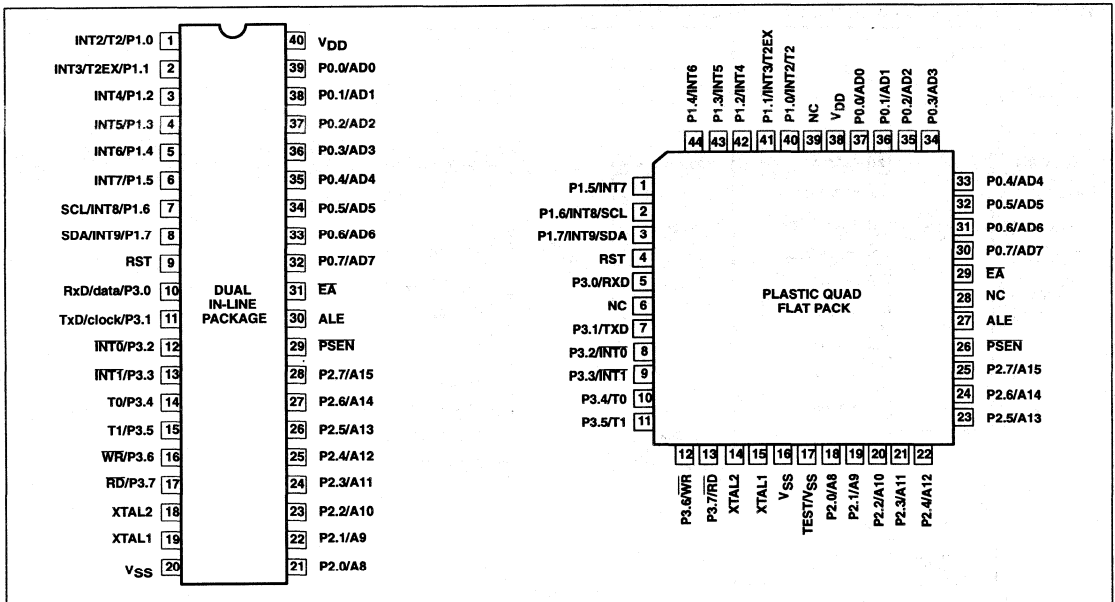 INT2/T2/P1.0 1
INT3/T2EX/P1.1 2
INT4/P1.2 3
INT5/P1.3 4
INT6/P1.4 5
INT7/P1.5 6
SCL/INT8/P1.6 7
SDA/INT9/P1.7 8
RST 9
RxD/data/P3.0 10
TxD/clock/P3.1 11
I̅N̅T̅0̅/P3.2 12
I̅N̅T̅1̅/P3.3 13
T0/P3.4 14
T1/P3.5 15
W̅R̅/P3.6 16
R̅D̅/P3.7 17
XTAL2 18
XTAL1 19
VSS 20
DUAL
IN-LINE
PACKAGE
40 VDD
39 P0.0/AD0
38 P0.1/AD1
37 P0.2/AD2
36 P0.3/AD3
35 P0.4/AD4
34 P0.5/AD5
33 P0.6/AD6
32 P0.7/AD7
31 E̅A̅
30 ALE
29 P̅S̅E̅N̅
28 P2.7/A15
27 P2.6/A14
26 P2.5/A13
25 P2.4/A12
24 P2.3/A11
23 P2.2/A10
22 P2.1/A9
21 P2.0/A8
P1.4/INT6 44
P1.3/INT5 43
P1.2/INT4 42
P1.1/INT3/T2EX 41
P1.0/INT2/T2 40
NC 39
VDD 38
P0.0/AD0 37
P0.1/AD1 36
P0.2/AD2 35
P0.3/AD3 34
P1.5/INT7 1
P1.6/INT8/SCL 2
P1.7/INT9/SDA 3
RST 4
P3.0/RXD 5
NC 6
P3.1/TXD 7
P3.2/I̅N̅T̅0̅ 8
P3.3/I̅N̅T̅1̅ 9
P3.4/T0 10
P3.5/T1 11
PLASTIC QUAD
FLAT PACK
33 P0.4/AD4
32 P0.5/AD5
31 P0.6/AD6
30 P0.7/AD7
29 E̅A̅
28 NC
27 ALE
26 P̅S̅E̅N̅
25 P2.7/A15
24 P2.6/A14
23 P2.5/A13
12 P3.6/W̅R̅
13 P3.7/R̅D̅
14 XTAL2
15 XTAL1
16 VSS
17 TEST/VSS
18 P2.0/A8
19 P2.1/A9
20 P2.2/A10
21 P2.3/A11
22 P2.4/A12